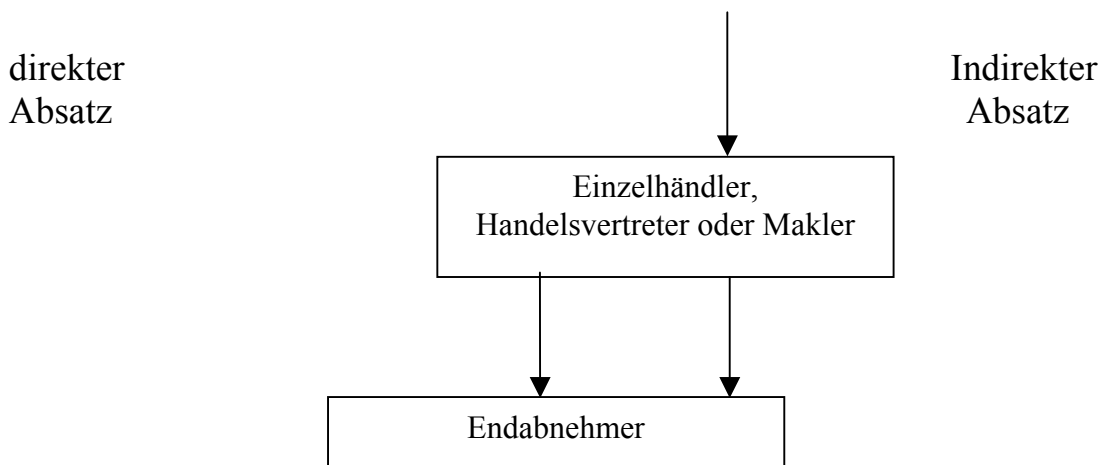 direkter
Absatz
Indirekter
Absatz
Einzelhändler,
Handelsvertreter oder Makler
Endabnehmer